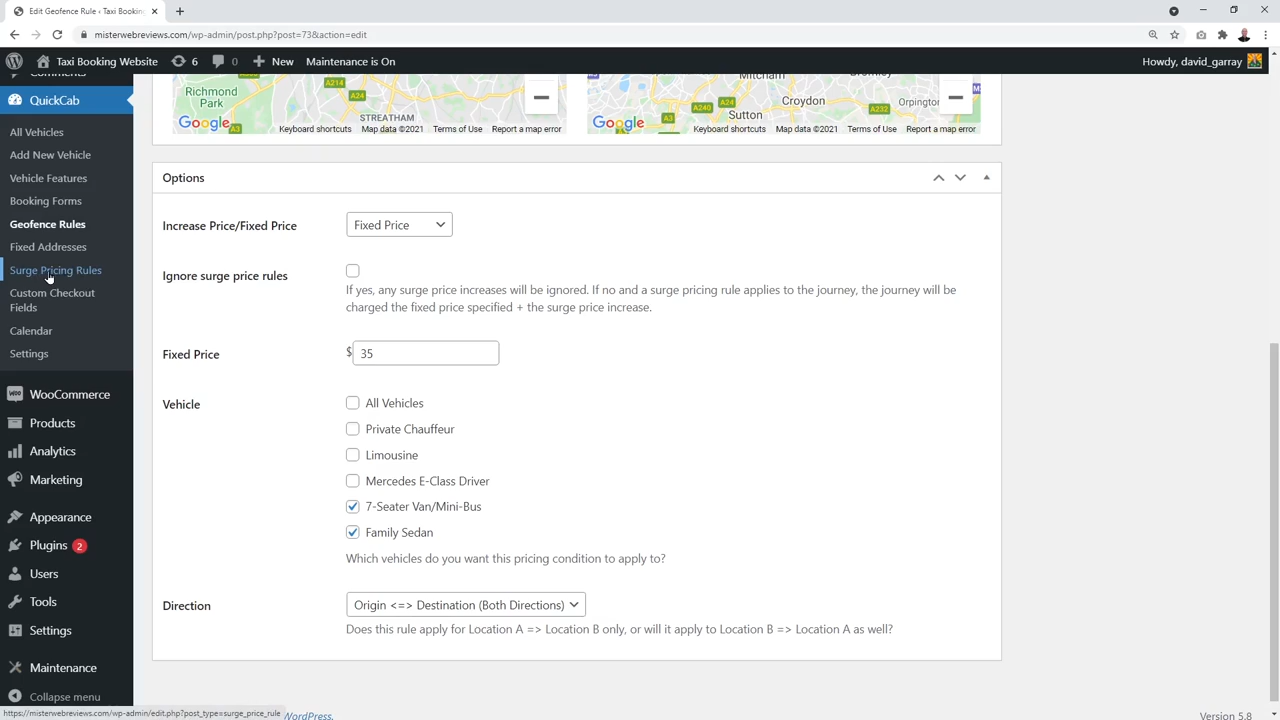 Edit Geofence Rule ‹ Taxi Booking
misterwebreviews.com/wp-admin/post.php?post=73&action=edit
Taxi Booking Website
6
0
New
Maintenance is On
Howdy, david_garray
Comments
QuickCab
All Vehicles
Add New Vehicle
Vehicle Features
Booking Forms
Geofence Rules
Fixed Addresses
Surge Pricing Rules
Custom Checkout
Fields
Calendar
Settings
WooCommerce
Products
Analytics
Marketing
Appearance
Plugins 2
Users
Tools
Settings
Maintenance
Collapse menu
Richmond
Park
A214
A24
STREATHAM
A3
Google
Keyboard shortcuts
Map data ©2021
Terms of Use
Report a map error
Mitcham
Croydon
Orpington
A240
A24
A232
Sutton
Google
Keyboard shortcuts
Map data ©2021
Terms of Use
Report a map error
Options
Increase Price/Fixed Price
Fixed Price
Ignore surge price rules
If yes, any surge price increases will be ignored. If no and a surge pricing rule applies to the journey, the journey will be
charged the fixed price specified + the surge price increase.
Fixed Price
$ 35
Vehicle
All Vehicles
Private Chauffeur
Limousine
Mercedes E-Class Driver
7-Seater Van/Mini-Bus
Family Sedan
Which vehicles do you want this pricing condition to apply to?
Direction
Origin <=> Destination (Both Directions)
Does this rule apply for Location A => Location B only, or will it apply to Location B => Location A as well?
https://misterwebreviews.com/wp-admin/edit.php?post_type=surge_price_rule
WordPress.
Version 5.8